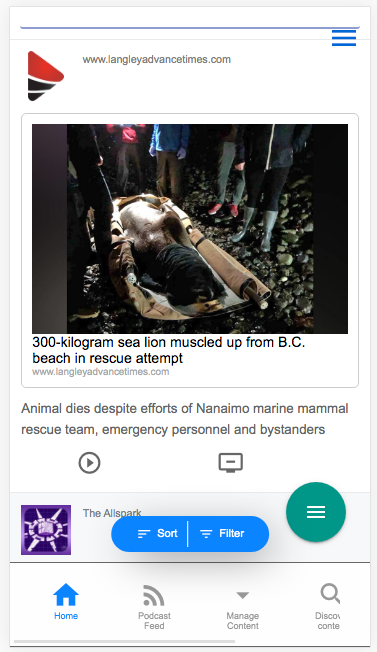 www.langleyadvancetimes.com
300-kilogram sea lion muscled up from B.C.
beach in rescue attempt
www.langleyadvancetimes.com
Animal dies despite efforts of Nanaimo marine mammal
rescue team, emergency personnel and bystanders
The Allspark
Sort
Filter
Home
Podcast
Feed
Manage
Content
Discov
conte